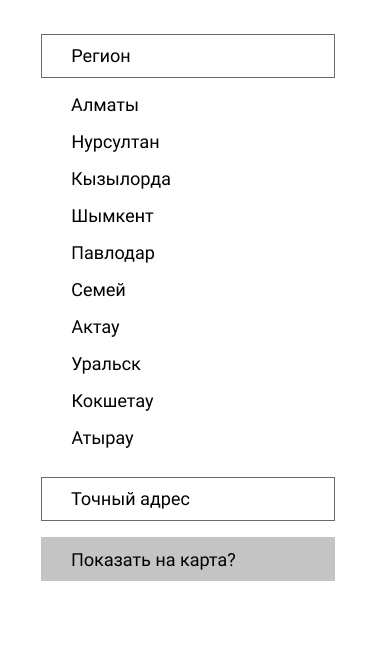 Регион
Алматы
Нурсултан
Кызылорда
Шымкент
Павлодар
Семей
Актау
Уральск
Кокшетау
Атырау
Точный адрес
Показать на карта?